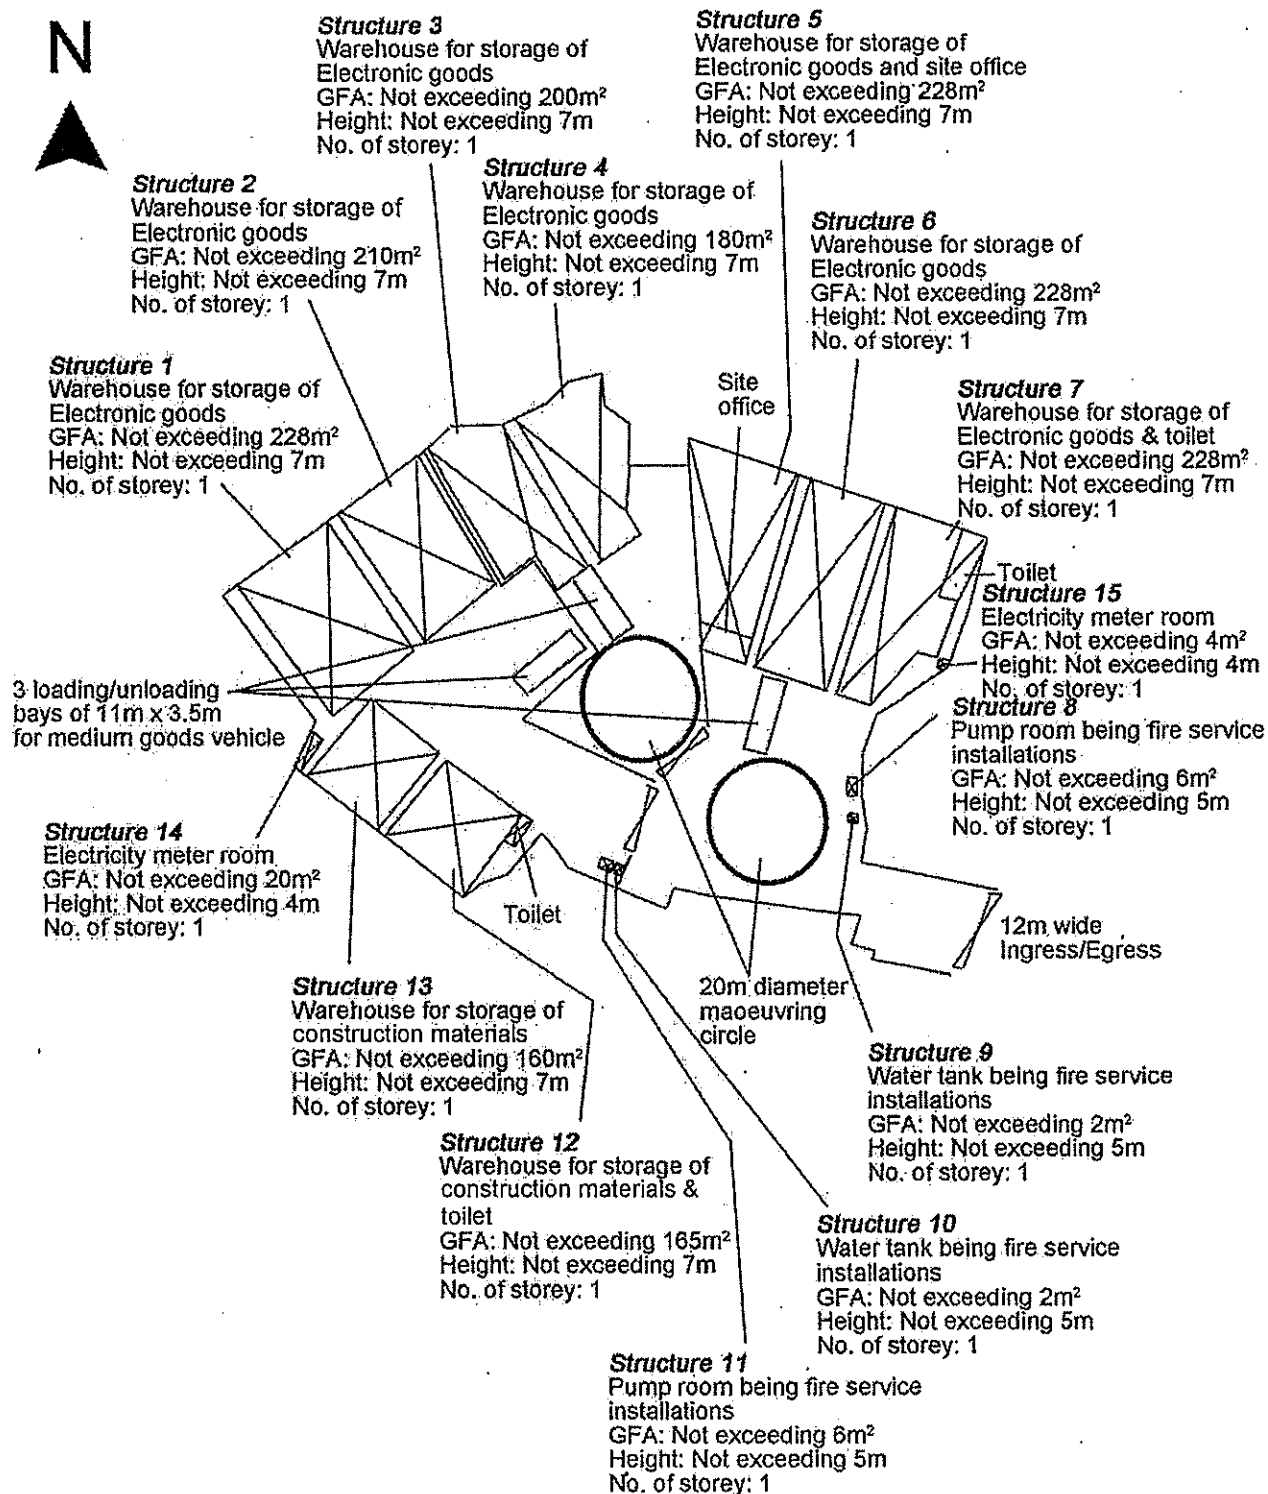 N
Structure 3
Warehouse for storage of
Electronic goods
GFA: Not exceeding 200m²
Height: Not exceeding 7m
No. of storey: 1
Structure 5
Warehouse for storage of
Electronic goods and site office
GFA: Not exceeding 228m²
Height: Not exceeding 7m
No. of storey: 1
Structure 2
Warehouse for storage of
Electronic goods
GFA: Not exceeding 210m²
Height: Not exceeding 7m
No. of storey: 1
Structure 4
Warehouse for storage of
Electronic goods
GFA: Not exceeding 180m²
Height: Not exceeding 7m
No. of storey: 1
Structure 6
Warehouse for storage of
Electronic goods
GFA: Not exceeding 228m²
Height: Not exceeding 7m
No. of storey: 1
Structure 1
Warehouse for storage of
Electronic goods
GFA: Not exceeding 228m²
Height: Not exceeding 7m
No. of storey: 1
Site
office
Structure 7
Warehouse for storage of
Electronic goods & toilet
GFA: Not exceeding 228m²
Height: Not exceeding 7m
No. of storey: 1
Toilet
Structure 15
Electricity meter room
GFA: Not exceeding 4m²
Height: Not exceeding 4m
No. of storey: 1
3 loading/unloading
bays of 11m x 3.5m
for medium goods vehicle
Structure 8
Pump room being fire service
installations
GFA: Not exceeding 6m²
Height: Not exceeding 5m
No. of storey: 1
Structure 14
Electricity meter room
GFA: Not exceeding 20m²
Height: Not exceeding 4m
No. of storey: 1
Toilet
12m wide
Ingress/Egress
Structure 13
Warehouse for storage of
construction materials
GFA: Not exceeding 160m²
Height: Not exceeding 7m
No. of storey: 1
20m diameter
maoeuvring
circle
Structure 9
Water tank being fire service
installations
GFA: Not exceeding 2m²
Height: Not exceeding 5m
No. of storey: 1
Structure 12
Warehouse for storage of
construction materials &
toilet
GFA: Not exceeding 165m²
Height: Not exceeding 7m
No. of storey: 1
Structure 10
Water tank being fire service
installations
GFA: Not exceeding 2m²
Height: Not exceeding 5m
No. of storey: 1
Structure 11
Pump room being fire service
installations
GFA: Not exceeding 6m²
Height: Not exceeding 5m
No. of storey: 1